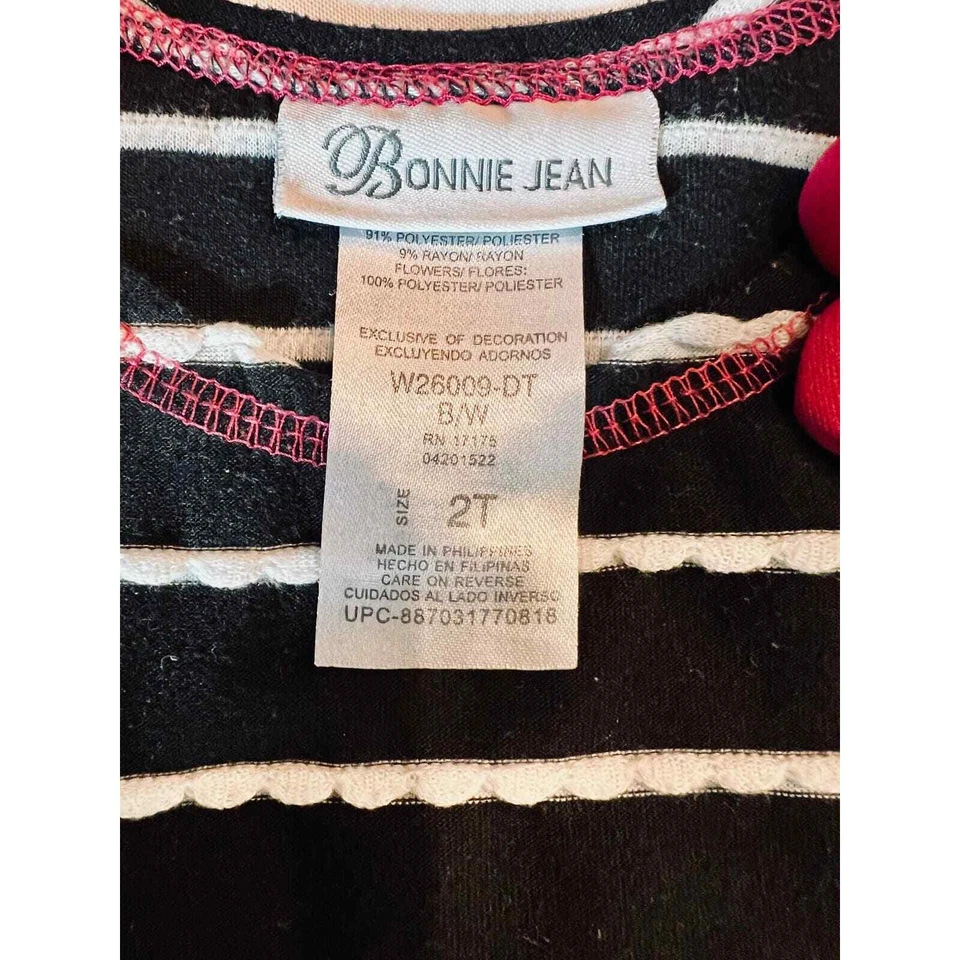 BONNIE JEAN
91% POLYESTER/ POLIESTER
9% RAYON/ RAYON
FLOWERS/ FLORES:
100% POLYESTER/ POLIESTER
EXCLUSIVE OF DECORATION
EXCLUYENDO ADORNOS
W26009-DT
B/W
RN 17175
04201522
SIZE 2T
MADE IN PHILIPPINES
HECHO EN FILIPINAS
CARE ON REVERSE
CUIDADOS AL LADO INVERSO
UPC-887031770818